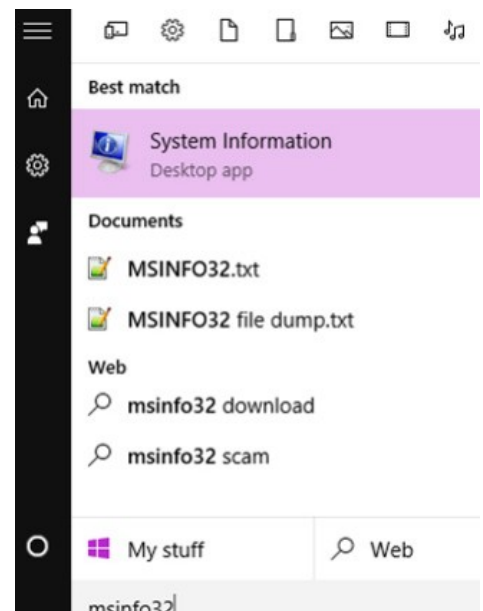 Best match
System Information
Desktop app
Documents
MSINFO32.txt
MSINFO32 file dump.txt
Web
msinfo32 download
msinfo32 scam
My stuff
Web
msinfo32